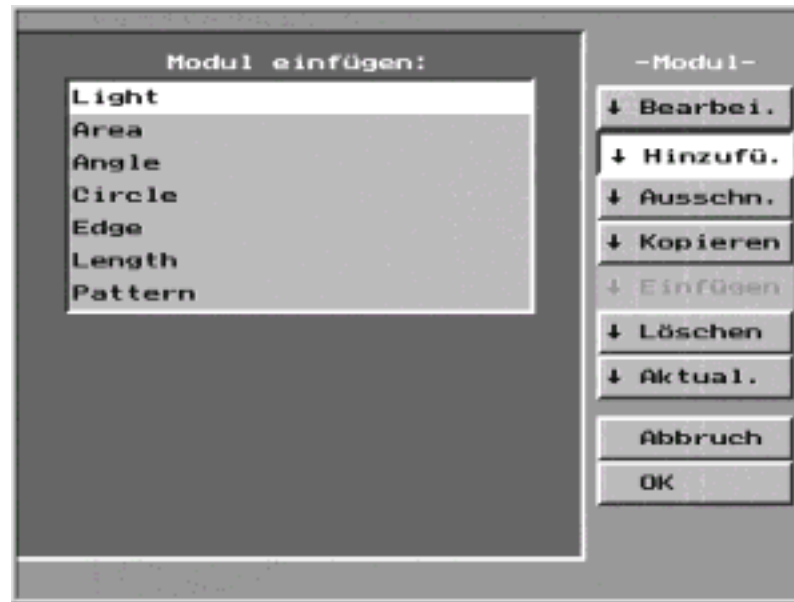 Modul einfügen:
Light
Area
Angle
Circle
Edge
Length
Pattern
-Modul-
↓ Bearbei.
↓ Hinzufü.
↓ Ausschn.
↓ Kopieren
↓ Einfügen
↓ Löschen
↓ Aktual.
Abbruch
OK